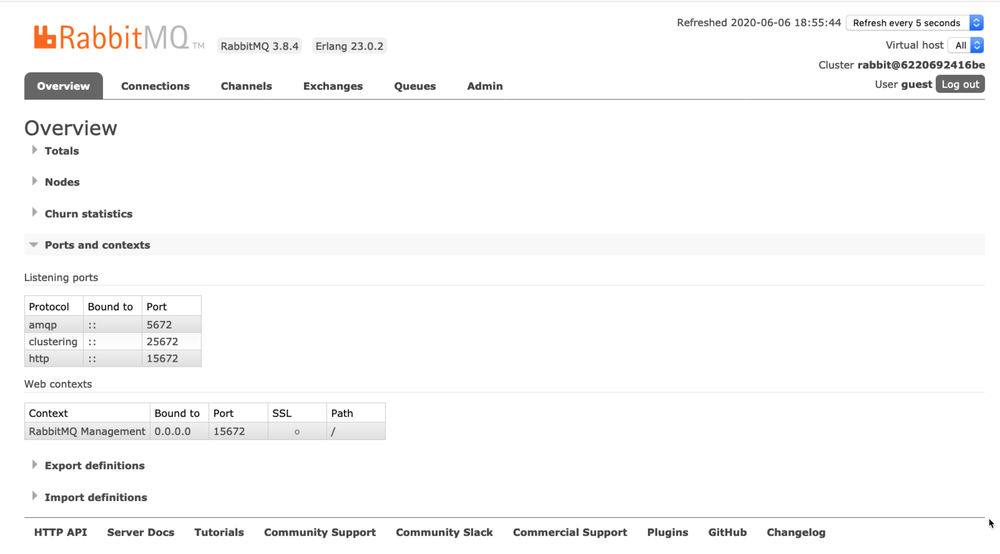 RabbitMQ TM RabbitMQ 3.8.4 Erlang 23.0.2
Refreshed 2020-06-06 18:55:44 Refresh every 5 seconds
Virtual host All
Cluster rabbit@6220692416be
User guest Log out
Overview Connections Channels Exchanges Queues Admin
Overview
Totals
Nodes
Churn statistics
Ports and contexts
Listening ports
Protocol Bound to Port
amqp :: 5672
clustering :: 25672
http :: 15672
Web contexts
Context Bound to Port SSL Path
RabbitMQ Management 0.0.0.0 15672 ○ /
Export definitions
Import definitions
HTTP API Server Docs Tutorials Community Support Community Slack Commercial Support Plugins GitHub Changelog